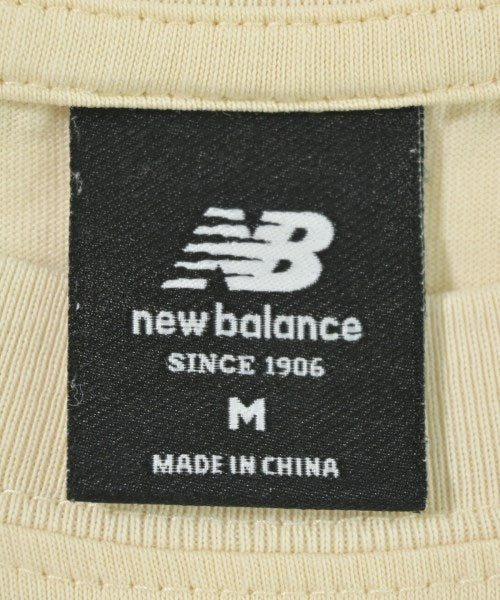 NB
new balance
SINCE 1906
M
MADE IN CHINA